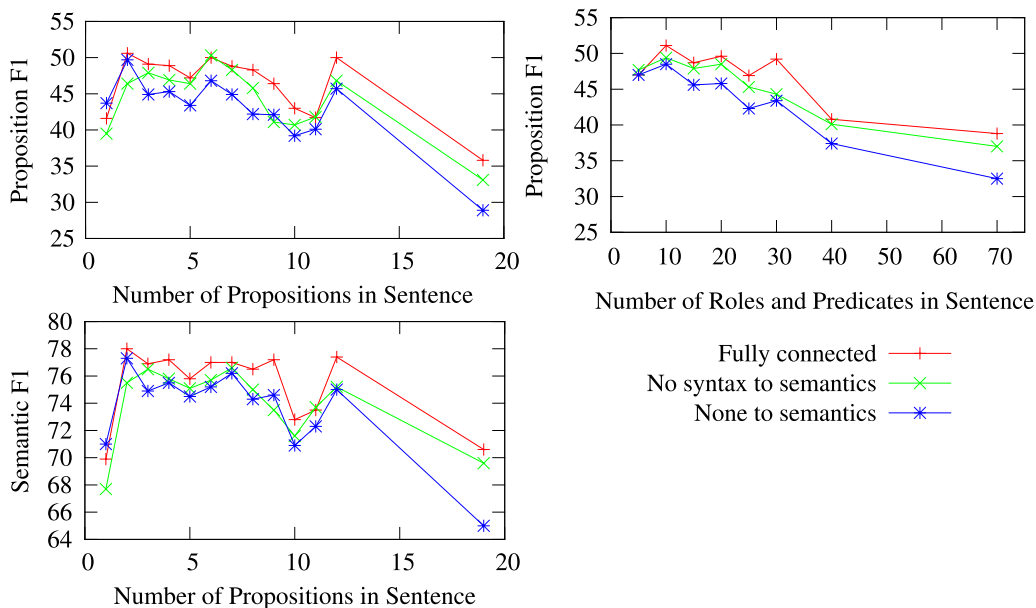 55
50
45
40
35
30
25
Proposition F1
0 5 10 15 20
Number of Propositions in Sentence
55
50
45
40
35
30
25
Proposition F1
0 10 20 30 40 50 60 70
Number of Roles and Predicates in Sentence
80
78
76
74
72
70
68
66
64
Semantic F1
0 5 10 15 20
Number of Propositions in Sentence
Fully connected
No syntax to semantics
None to semantics